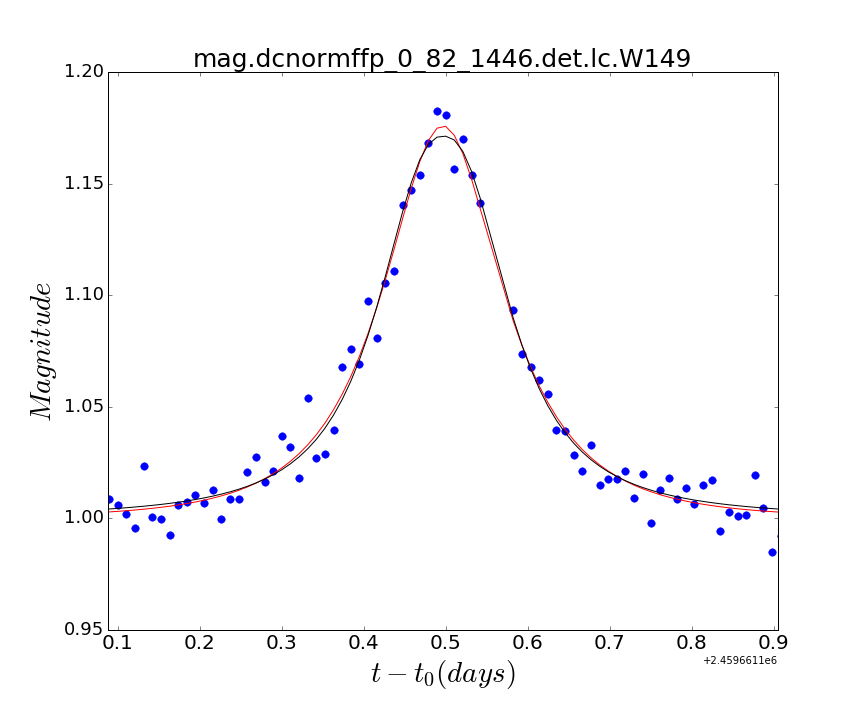 mag.dcnormffp_0_82_1446.det.lc.W149
1.20
1.15
1.10
1.05
1.00
0.95
Magnitude
0.1 0.2 0.3 0.4 0.5 0.6 0.7 0.8 0.9
+2.4596611e6
t − t₀(days)